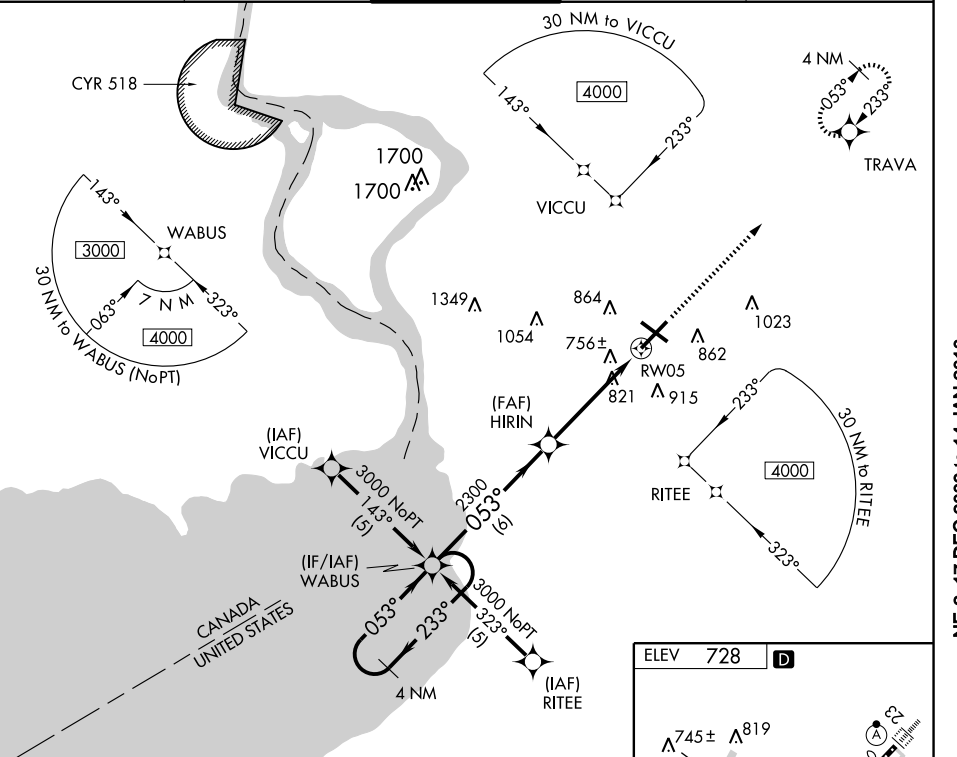 30 NM to VICCU
4000
143°
233°
VICCU
CYR 518
4 NM
053°
233°
TRAVA
1700
1700
143°
WABUS
3000
7 NM
063°
323°
4000
30 NM to WABUS (NoPT)
1349
1054
864
756±
821
RW05
862
915
1023
(FAF)
HIRIN
233°
30 NM to RITEE
4000
RITEE
323°
(IAF)
VICCU
3000 NoPT
143°
(5)
2300
053°
(6)
(IF/IAF)
WABUS
053°
233°
3000 NoPT
323°
(5)
4 NM
(IAF)
RITEE
CANADA
UNITED STATES
ELEV 728
D
745±
819
A
23